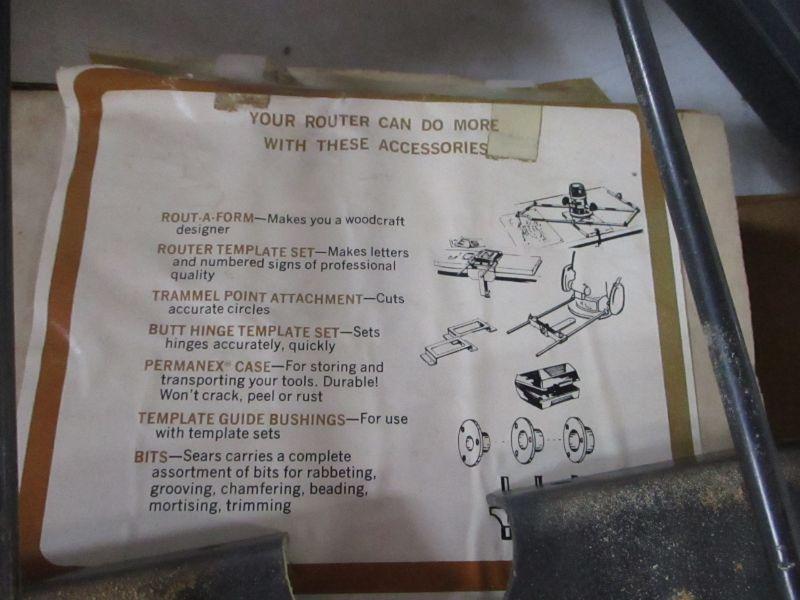 YOUR ROUTER CAN DO MORE
WITH THESE ACCESSORIES
ROUT-A-FORM—Makes you a woodcraft
designer
ROUTER TEMPLATE SET—Makes letters
and numbered signs of professional
quality
TRAMMEL POINT ATTACHMENT—Cuts
accurate circles
BUTT HINGE TEMPLATE SET—Sets
hinges accurately, quickly
PERMANEX® CASE—For storing and
transporting your tools. Durable!
Won't crack, peel or rust
TEMPLATE GUIDE BUSHINGS—For use
with template sets
BITS—Sears carries a complete
assortment of bits for rabbeting,
grooving, chamfering, beading,
mortising, trimming